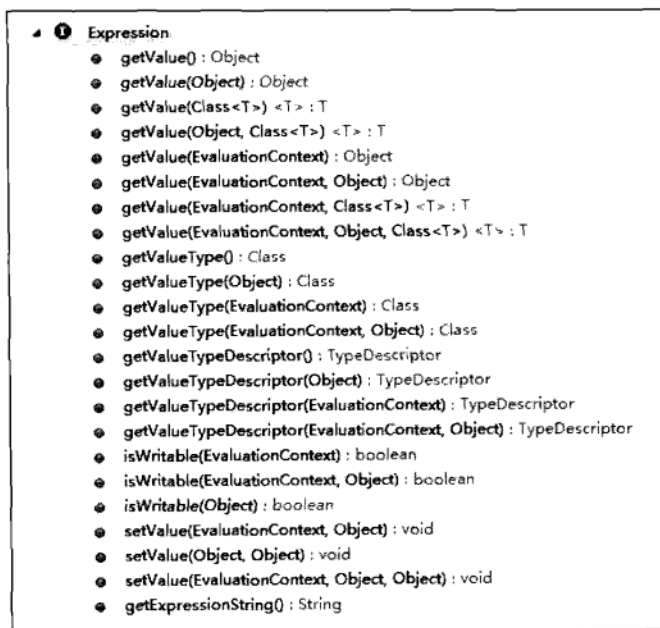 Expression
getValue() : Object
getValue(Object) : Object
getValue(Class<T>) <T> : T
getValue(Object, Class<T>) <T> : T
getValue(EvaluationContext) : Object
getValue(EvaluationContext, Object) : Object
getValue(EvaluationContext, Class<T>) <T> : T
getValue(EvaluationContext, Object, Class<T>) <T> : T
getValueType() : Class
getValueType(Object) : Class
getValueType(EvaluationContext) : Class
getValueType(EvaluationContext, Object) : Class
getValueTypeDescriptor() : TypeDescriptor
getValueTypeDescriptor(Object) : TypeDescriptor
getValueTypeDescriptor(EvaluationContext) : TypeDescriptor
getValueTypeDescriptor(EvaluationContext, Object) : TypeDescriptor
isWritable(EvaluationContext) : boolean
isWritable(EvaluationContext, Object) : boolean
isWritable(Object) : boolean
setValue(EvaluationContext, Object) : void
setValue(Object, Object) : void
setValue(EvaluationContext, Object, Object) : void
getExpressionString() : String